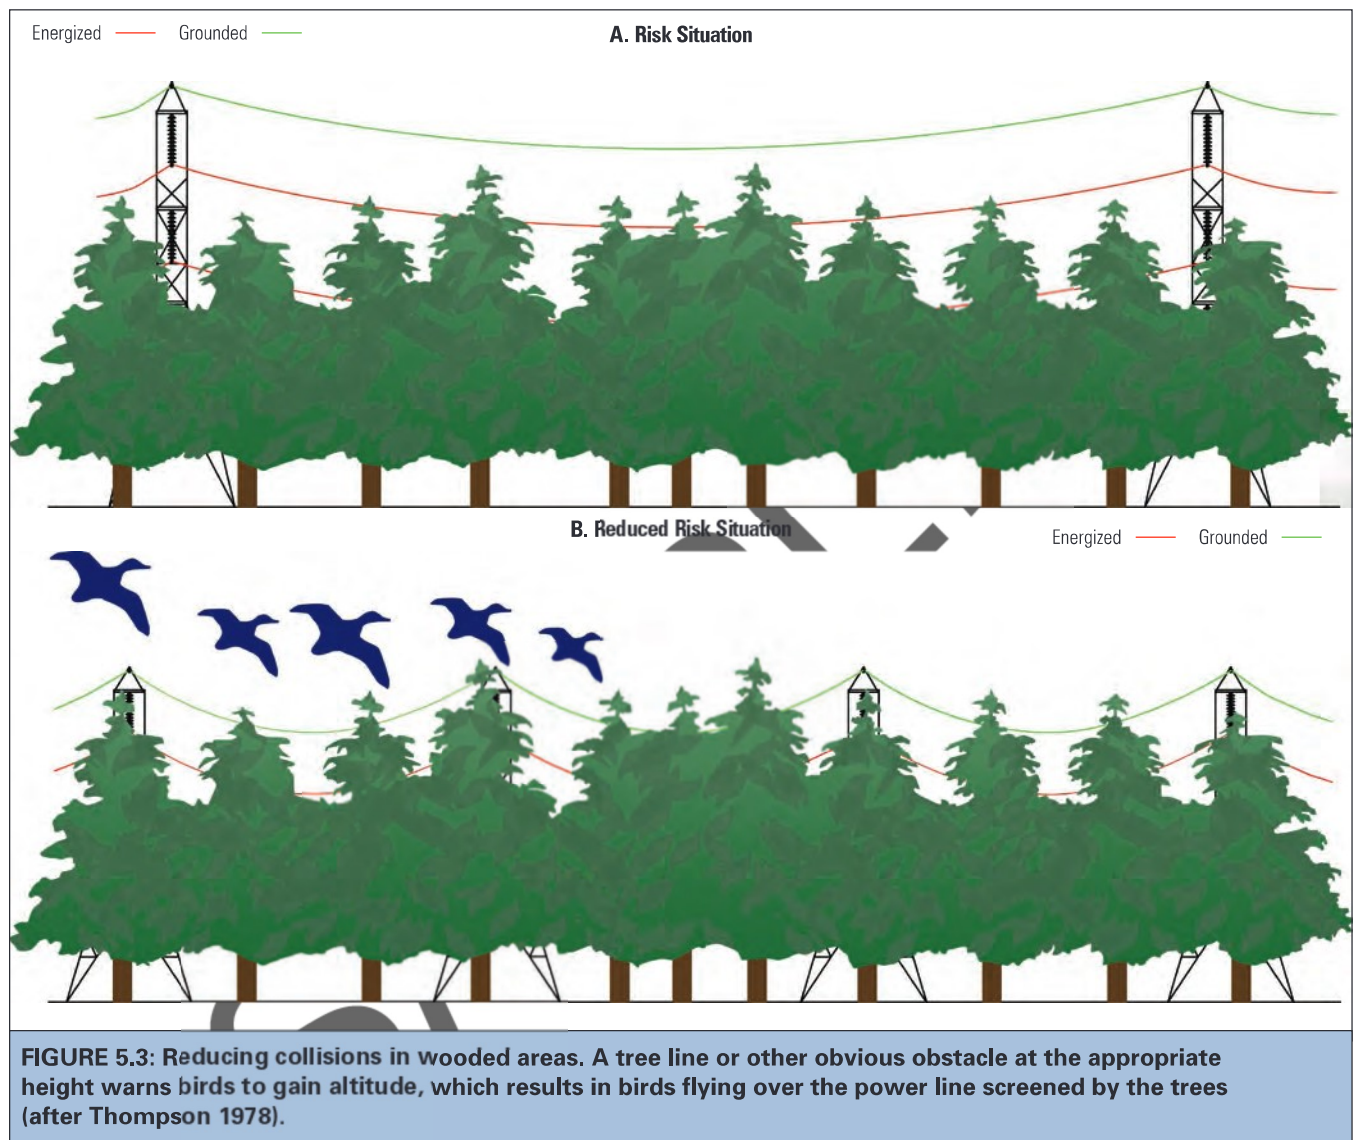 Energized Grounded
A. Risk Situation
B. Reduced Risk Situation
Energized Grounded
FIGURE 5.3: Reducing collisions in wooded areas. A tree line or other obvious obstacle at the appropriate
height warns birds to gain altitude, which results in birds flying over the power line screened by the trees
(after Thompson 1978).